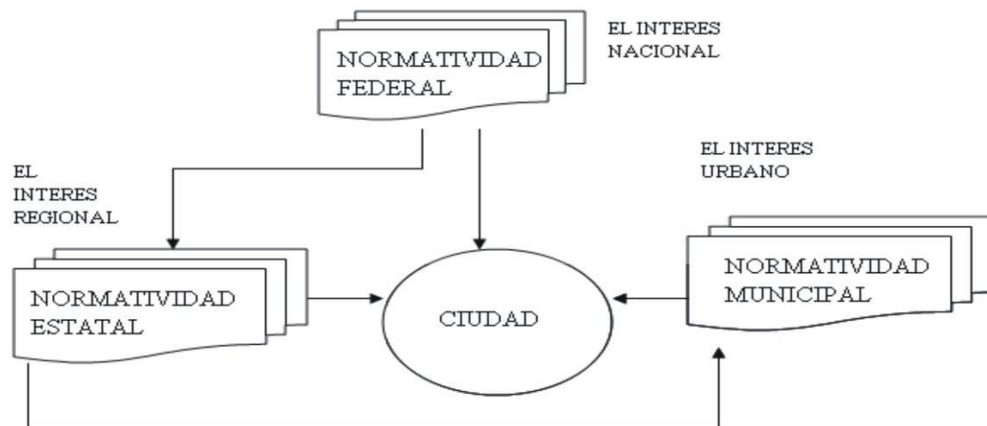 EL INTERES
NACIONAL
NORMATIVIDAD
FEDERAL
EL INTERES
URBANO
EL
INTERES
REGIONAL
NORMATIVIDAD
ESTATAL
CIUDAD
NORMATIVIDAD
MUNICIPAL